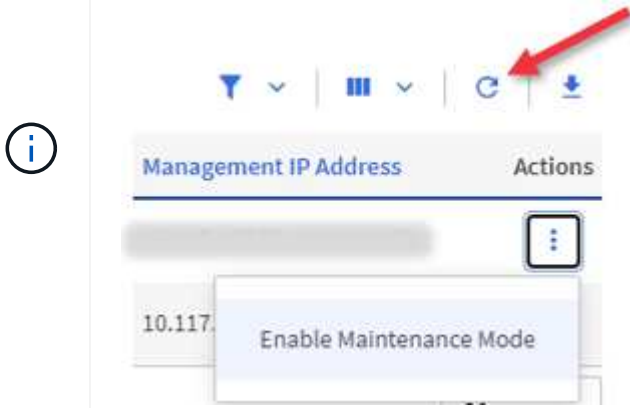 Management IP Address Actions
10.117.
Enable Maintenance Mode